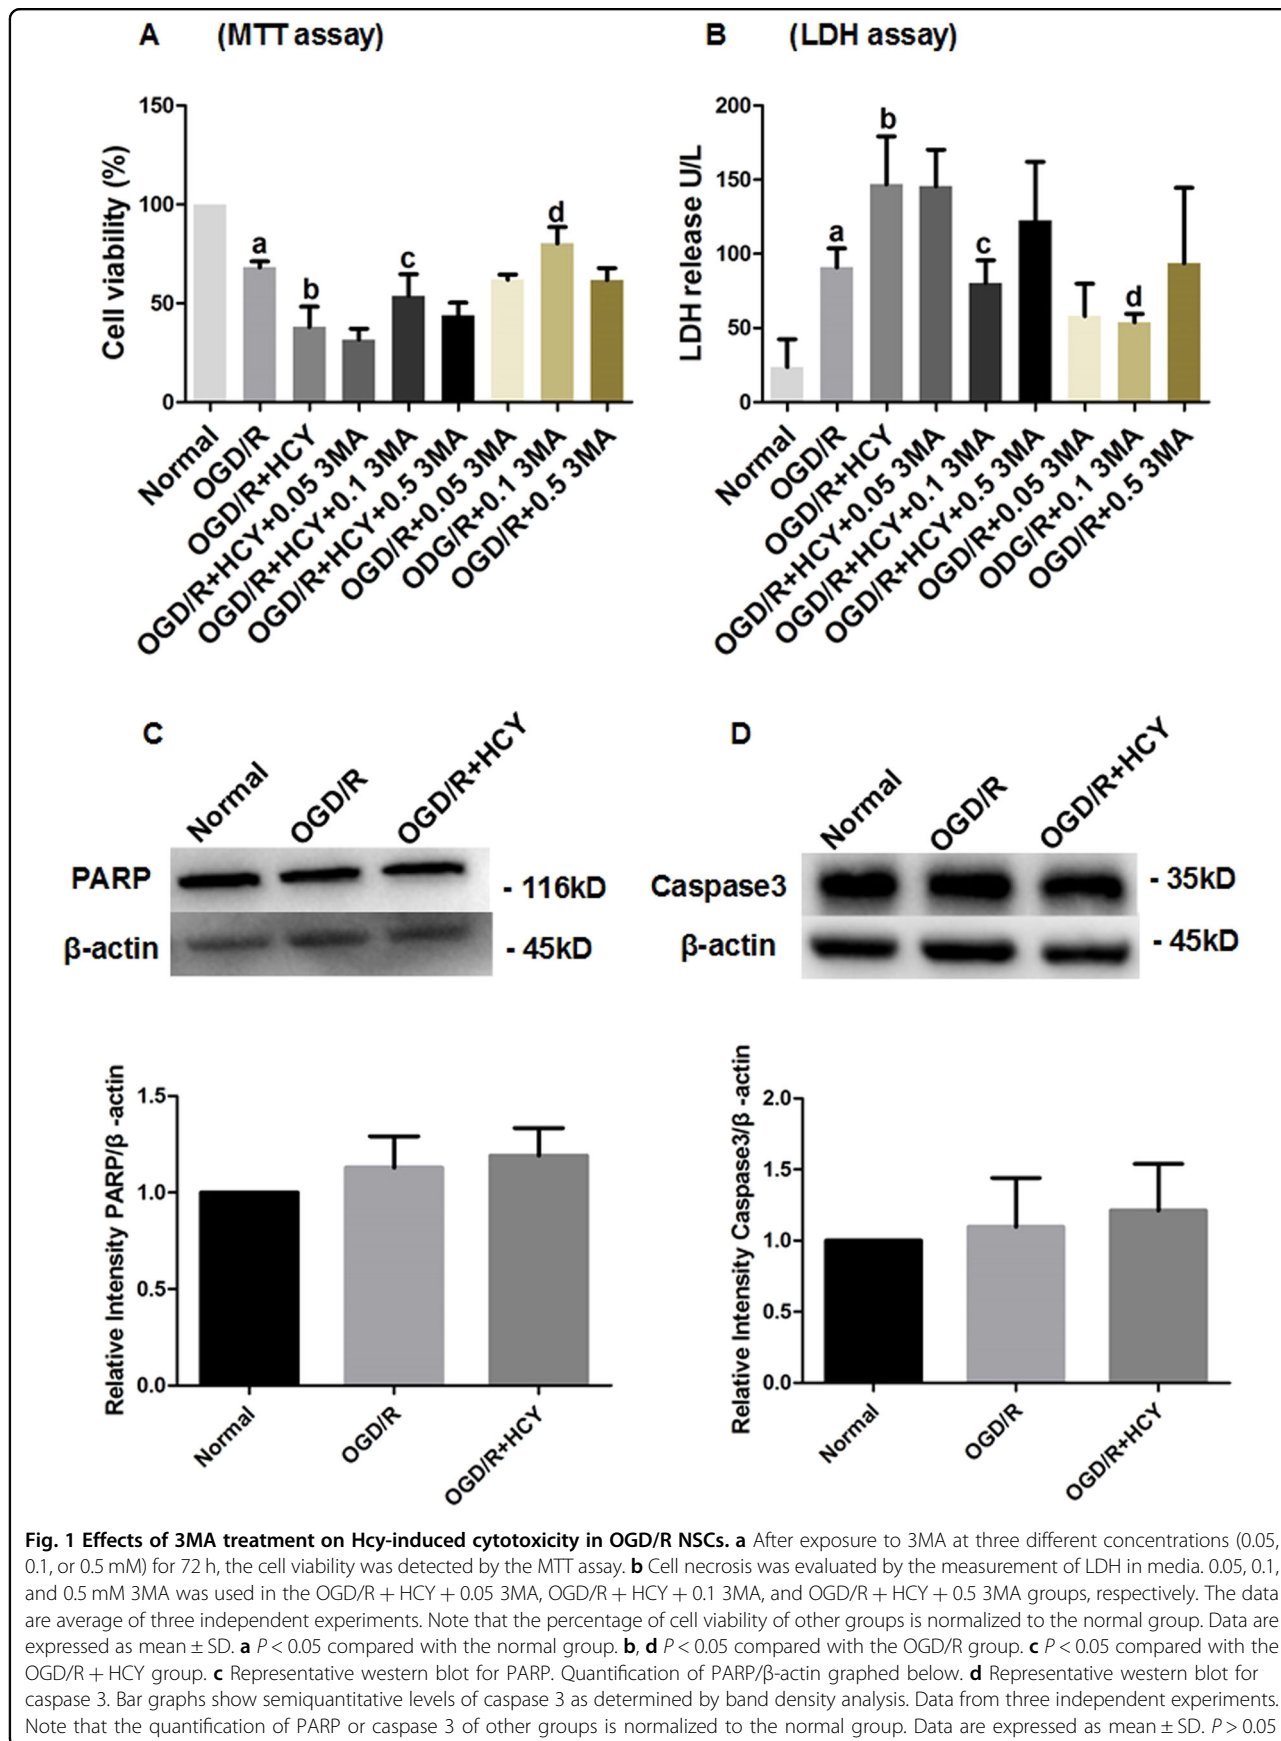 A (MTT assay)
B (LDH assay)
150
100
50
0
Cell viability (%)
a
b
c
d
Normal
OGD/R
OGD/R+HCY
OGD/R+HCY+0.05 3MA
OGD/R+HCY+0.1 3MA
OGD/R+HCY+0.5 3MA
OGD/R+0.05 3MA
ODG/R+0.1 3MA
OGD/R+0.5 3MA
200
150
100
50
0
LDH release U/L
a
b
c
d
Normal
OGD/R
OGD/R+HCY
OGD/R+HCY+0.05 3MA
OGD/R+HCY+0.1 3MA
OGD/R+HCY+0.5 3MA
OGD/R+0.05 3MA
ODG/R+0.1 3MA
OGD/R+0.5 3MA
C
Normal
OGD/R
OGD/R+HCY
PARP
- 116kD
β-actin
- 45kD
D
Normal
OGD/R
OGD/R+HCY
Caspase3
- 35kD
β-actin
- 45kD
Relative Intensity PARP/β -actin
1.5
1.0
0.5
0.0
Normal
OGD/R
OGD/R+HCY
Relative Intensity Caspase3/β -actin
2.0
1.5
1.0
0.5
0.0
Normal
OGD/R
OGD/R+HCY
Fig. 1 Effects of 3MA treatment on Hcy-induced cytotoxicity in OGD/R NSCs. a After exposure to 3MA at three different concentrations (0.05,
0.1, or 0.5 mM) for 72 h, the cell viability was detected by the MTT assay. b Cell necrosis was evaluated by the measurement of LDH in media. 0.05, 0.1,
and 0.5 mM 3MA was used in the OGD/R + HCY + 0.05 3MA, OGD/R + HCY + 0.1 3MA, and OGD/R + HCY + 0.5 3MA groups, respectively. The data
are average of three independent experiments. Note that the percentage of cell viability of other groups is normalized to the normal group. Data are
expressed as mean ± SD. a P < 0.05 compared with the normal group. b, d P < 0.05 compared with the OGD/R group. c P < 0.05 compared with the
OGD/R + HCY group. c Representative western blot for PARP. Quantification of PARP/β-actin graphed below. d Representative western blot for
caspase 3. Bar graphs show semiquantitative levels of caspase 3 as determined by band density analysis. Data from three independent experiments.
Note that the quantification of PARP or caspase 3 of other groups is normalized to the normal group. Data are expressed as mean ± SD. P > 0.05